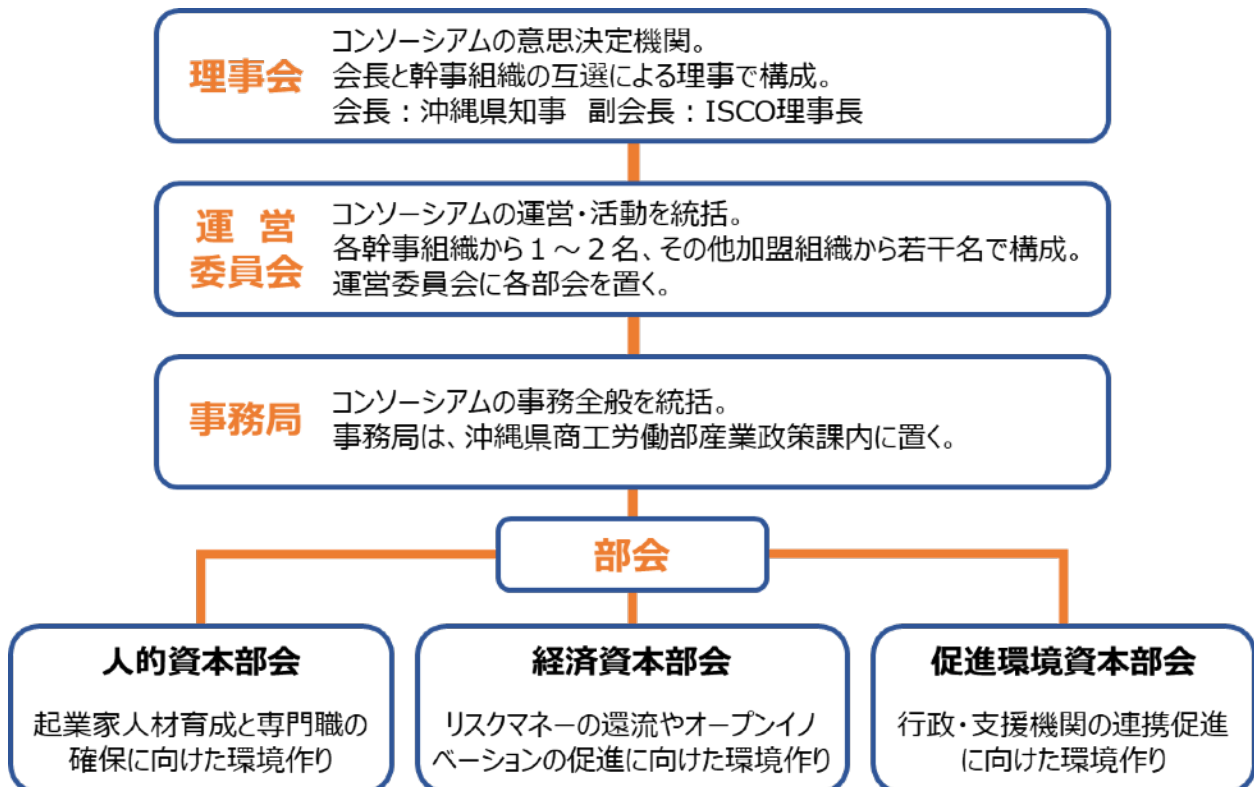 理事会
コンソーシアムの意思決定機関。
会長と幹事組織の互選による理事で構成。
会長：沖縄県知事　副会長：ISCO理事長
運　営
委員会
コンソーシアムの運営・活動を統括。
各幹事組織から１～２名、その他加盟組織から若干名で構成。
運営委員会に各部会を置く。
事務局
コンソーシアムの事務全般を統括。
事務局は、沖縄県商工労働部産業政策課内に置く。
部会
人的資本部会
起業家人材育成と専門職の
確保に向けた環境作り
経済資本部会
リスクマネーの還流やオープンイノ
ベーションの促進に向けた環境作り
促進環境資本部会
行政・支援機関の連携促進
に向けた環境作り